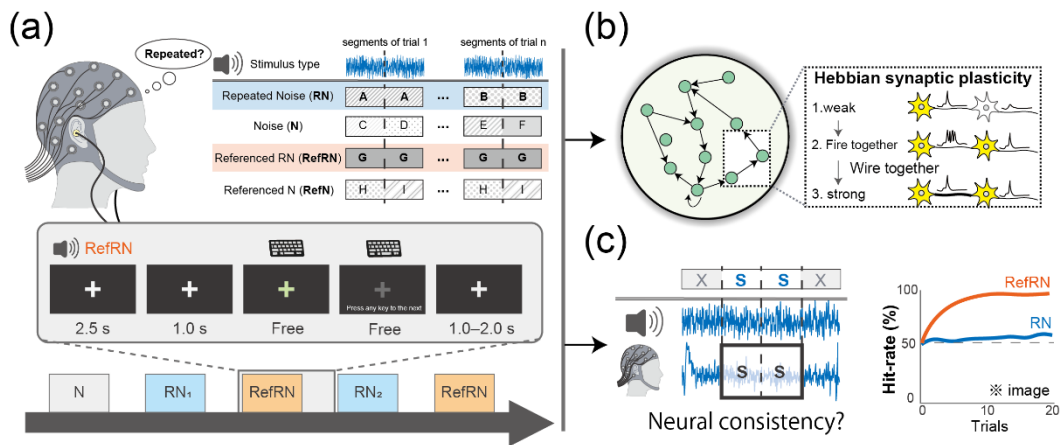 (a)
Repeated?
segments of trial 1
segments of trial n
Stimulus type
Repeated Noise (RN)
A
A
...
B
B
Noise (N)
C
D
...
E
F
Referenced RN (RefRN)
G
G
...
G
G
Referenced N (RefN)
H
I
...
H
I
RefRN
Press any key to the next
2.5 s
1.0 s
Free
Free
1.0–2.0 s
N
RN₁
RefRN
RN₂
RefRN
(b)
Hebbian synaptic plasticity
1.weak
2. Fire together
Wire together
3. strong
(c)
X
S
S
X
S
S
Neural consistency?
Hit-rate (%)
100
50
0
10
20
Trials
RefRN
RN
※ image